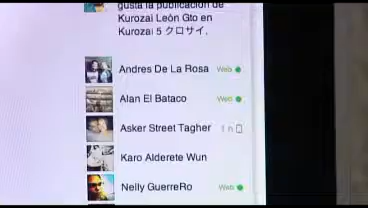 gusta la publicación de
Kurozai León Gto en
Kurozai 5 クロサイ.
Andres De La Rosa Web
Alan El Bataco Web
Asker Street Tagher 1 h
Karo Alderete Wun
Nelly GuerreRo Web